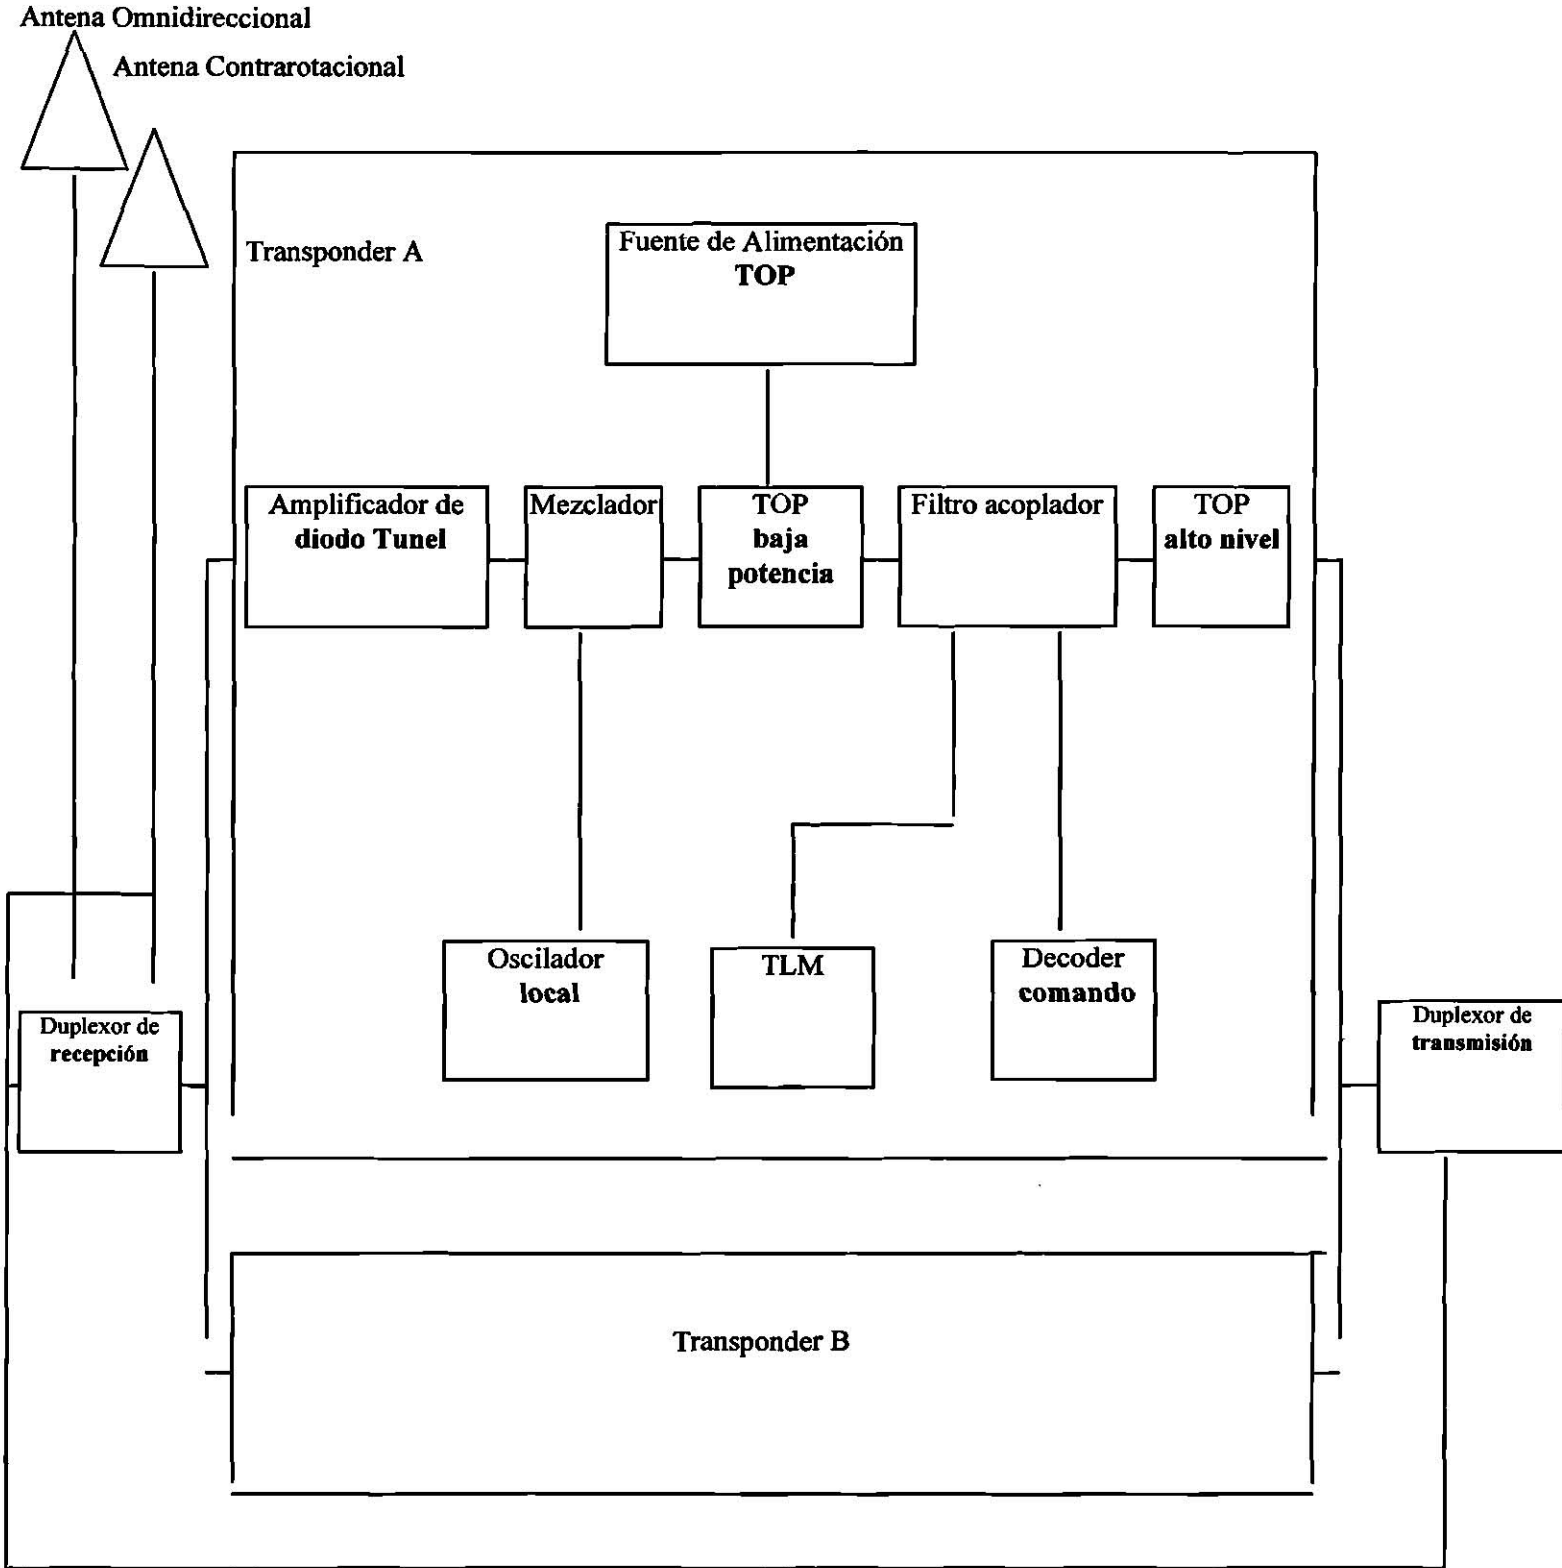 Antena Omnidireccional
Antena Contrarotacional
Transponder A
Fuente de Alimentación
TOP
Amplificador de
diodo Tunel
Mezclador
TOP
baja
potencia
Filtro acoplador
TOP
alto nivel
Oscilador
local
TLM
Decoder
comando
Duplexor de
recepción
Duplexor de
transmisión
Transponder B